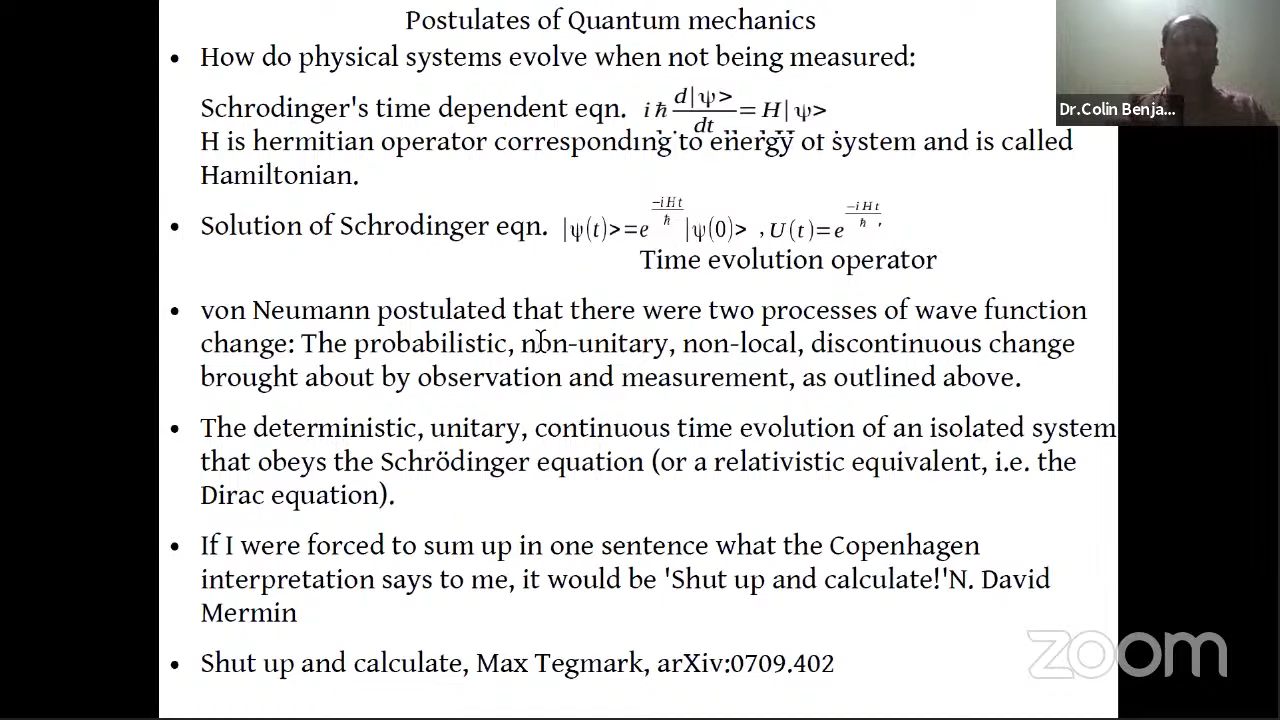 Postulates of Quantum mechanics
• How do physical systems evolve when not being measured:
Schrodinger's time dependent eqn. iħ d|ψ>/dt = H|ψ>
H is hermitian operator corresponding to energy of system and is called
Hamiltonian.
• Solution of Schrodinger eqn. |ψ(t)>=e^(-iHt/ħ)|ψ(0)> , U(t)=e^(-iHt/ħ),
Time evolution operator
• von Neumann postulated that there were two processes of wave function
change: The probabilistic, non-unitary, non-local, discontinuous change
brought about by observation and measurement, as outlined above.
• The deterministic, unitary, continuous time evolution of an isolated system
that obeys the Schrödinger equation (or a relativistic equivalent, i.e. the
Dirac equation).
• If I were forced to sum up in one sentence what the Copenhagen
interpretation says to me, it would be 'Shut up and calculate!'N. David
Mermin
• Shut up and calculate, Max Tegmark, arXiv:0709.402
Dr.Colin Benja...
zoom